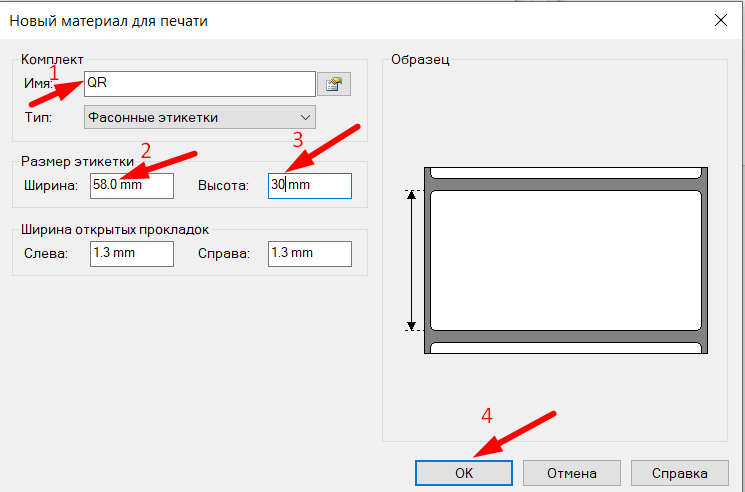 Новый материал для печати
Комплект
Образец
1
Имя: QR
Тип: Фасонные этикетки
2
3
Размер этикетки
Ширина: 58.0 mm Высота: 30 mm
Ширина открытых прокладок
Слева: 1.3 mm Справа: 1.3 mm
4
OK Отмена Справка